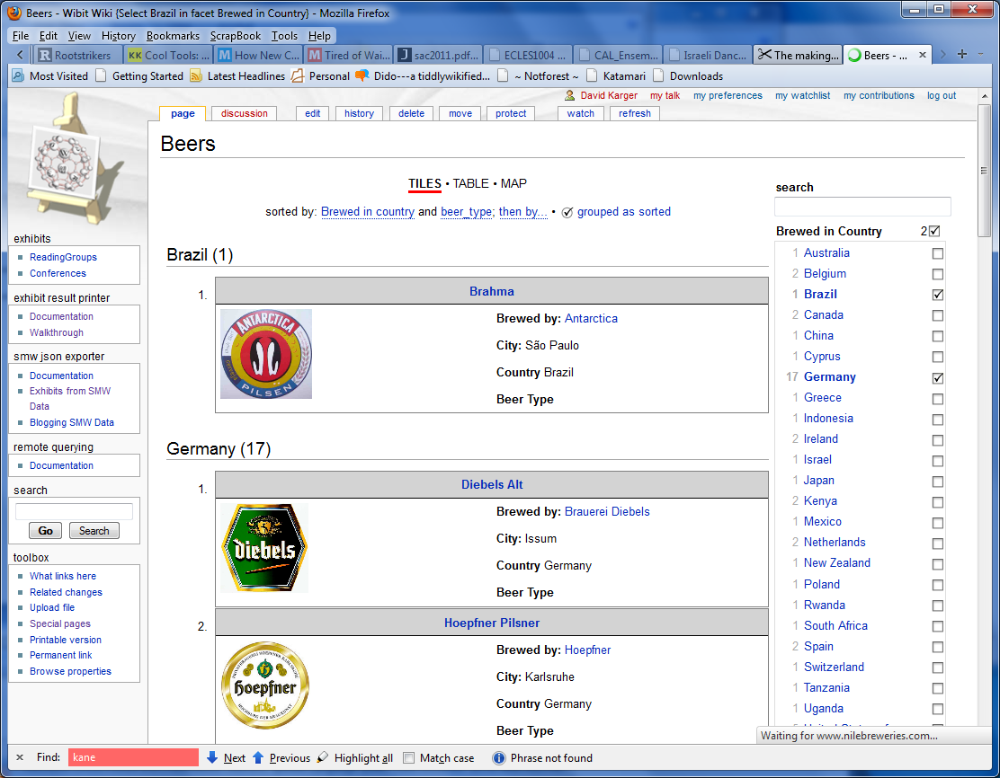 Beers - Wibit Wiki {Select Brazil in facet Brewed in Country} - Mozilla Firefox
File Edit View History Bookmarks ScrapBook Tools Help
Rootstrikers KK Cool Tools: ... M How New C... M Tired of Wai... J sac2011.pdf... ECLES1004 ... CAL_Ensem... Israeli Danc... The making... Beers - ...
Most Visited Getting Started Latest Headlines Personal Dido---a tiddlywikified... ~ Notforest ~ Katamari Downloads
David Karger my talk my preferences my watchlist my contributions log out
page discussion edit history delete move protect watch refresh
Beers
TILES • TABLE • MAP
sorted by: Brewed in country and beer_type; then by... • grouped as sorted
Brazil (1)
1. Brahma
ANTARCTICA
PILSEN
Brewed by: Antarctica
City: São Paulo
Country Brazil
Beer Type
Germany (17)
1. Diebels Alt
diebels
Brewed by: Brauerei Diebels
City: Issum
Country Germany
Beer Type
2. Hoepfner Pilsner
hoepfner
Brewed by: Hoepfner
City: Karlsruhe
Country Germany
Beer Type
exhibits
ReadingGroups
Conferences
exhibit result printer
Documentation
Walkthrough
smw json exporter
Documentation
Exhibits from SMW
Data
Blogging SMW Data
remote querying
Documentation
search
Go Search
toolbox
What links here
Related changes
Upload file
Special pages
Printable version
Permanent link
Browse properties
search
Brewed in Country 2
1 Australia
2 Belgium
1 Brazil
2 Canada
1 China
1 Cyprus
17 Germany
1 Greece
1 Indonesia
2 Ireland
1 Israel
1 Japan
2 Kenya
1 Mexico
2 Netherlands
1 New Zealand
1 Poland
1 Rwanda
1 South Africa
2 Spain
1 Switzerland
1 Tanzania
1 Uganda
Waiting for www.nilebreweries.com...
Find: kane Next Previous Highlight all Match case Phrase not found